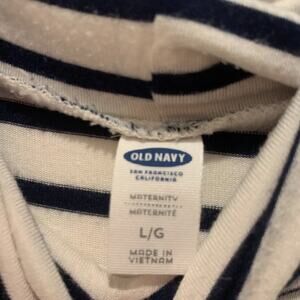 OLD NAVY
SAN FRANCISCO
CALIFORNIA
MATERNITY
MATERNITÉ
L/G
MADE IN
VIETNAM